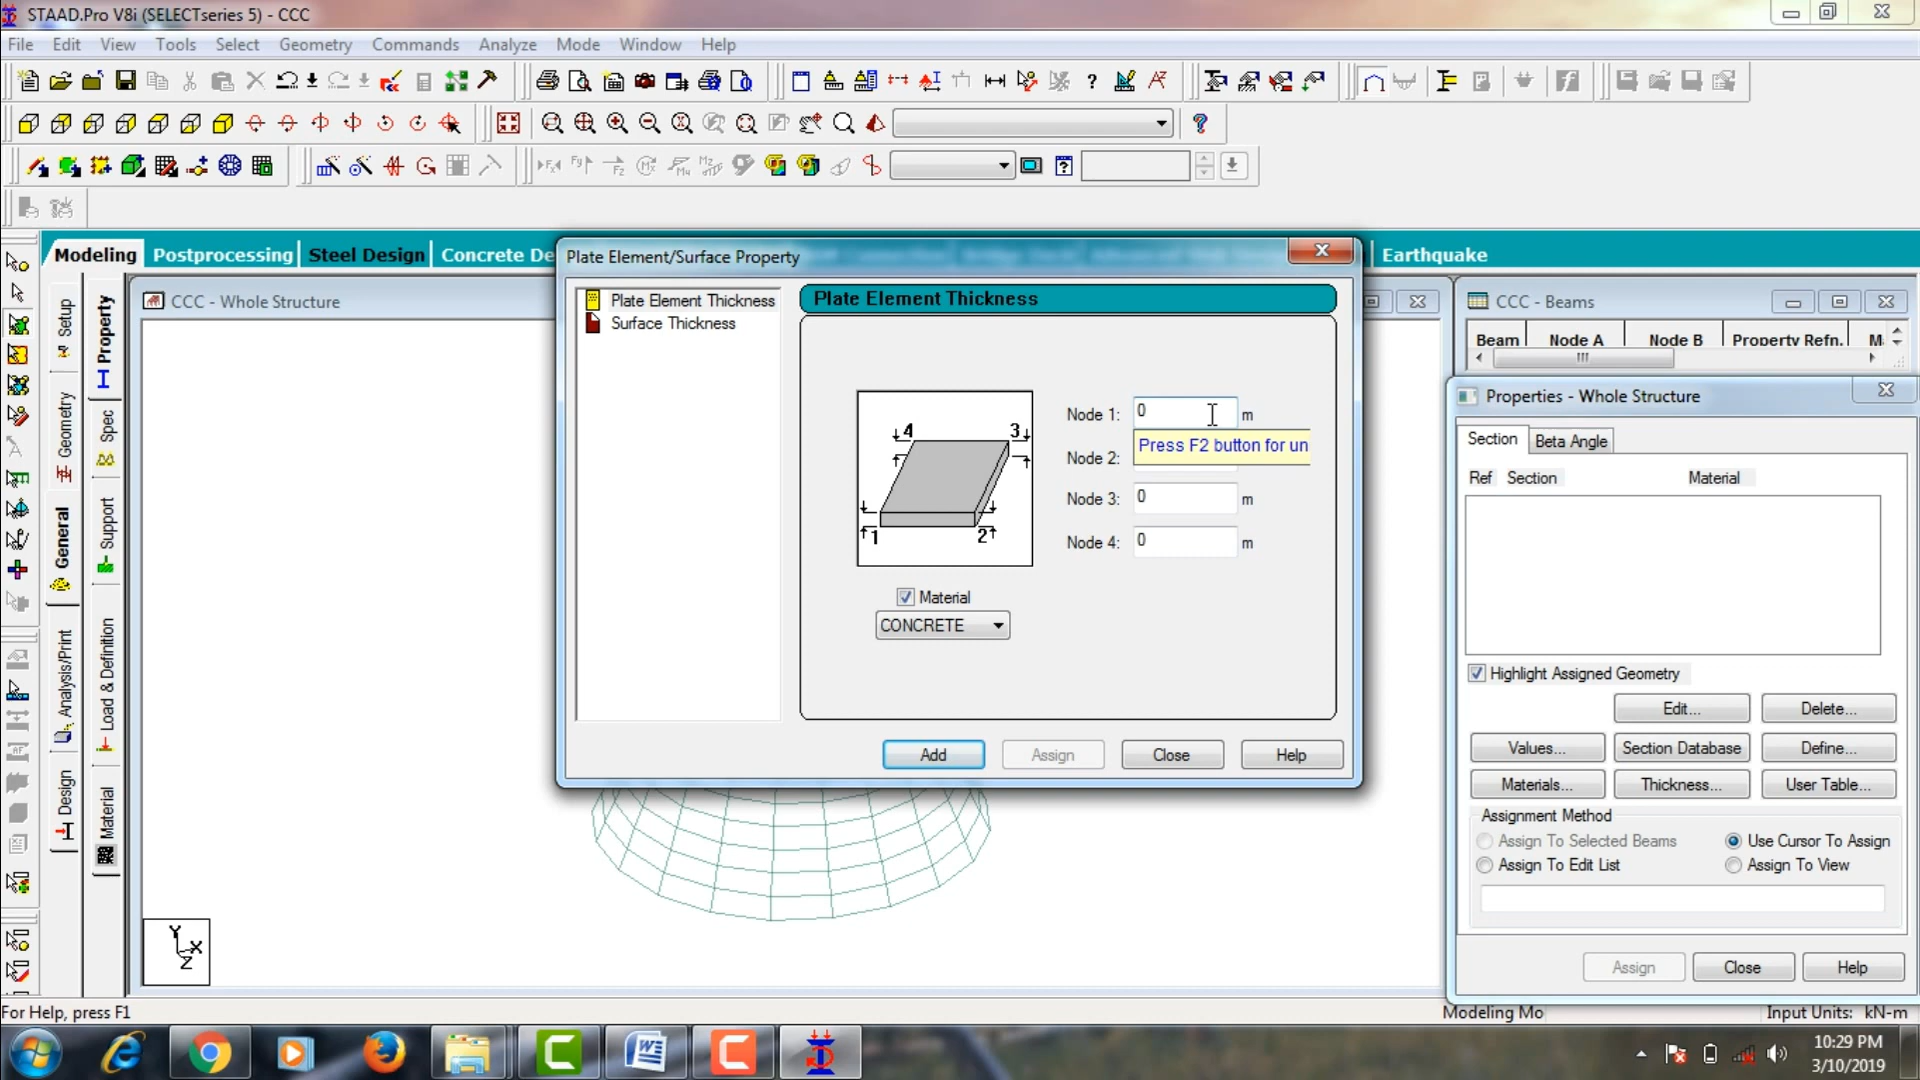 STAAD.Pro V8i (SELECTseries 5) - CCC
File Edit View Tools Select Geometry Commands Analyze Mode Window Help
Modeling Postprocessing Steel Design Concrete De Earthquake
Setup
Geometry
General
Analysis/Print
Design
Property
Spec
Support
Load & Definition
Material
CCC - Whole Structure
Plate Element/Surface Property
Plate Element Thickness
Surface Thickness
Plate Element Thickness
4 3
1 2
Node 1: 0 m
Press F2 button for un
Node 2:
Node 3: 0 m
Node 4: 0 m
Material
CONCRETE
Add Assign Close Help
Y
X
Z
CCC - Beams
Beam Node A Node B Property Refn. M
Properties - Whole Structure
Section Beta Angle
Ref Section Material
Highlight Assigned Geometry
Edit... Delete...
Values... Section Database Define...
Materials... Thickness... User Table...
Assignment Method
Assign To Selected Beams Use Cursor To Assign
Assign To Edit List Assign To View
Assign Close Help
For Help, press F1 Modeling Mo Input Units: kN-m
10:29 PM
3/10/2019